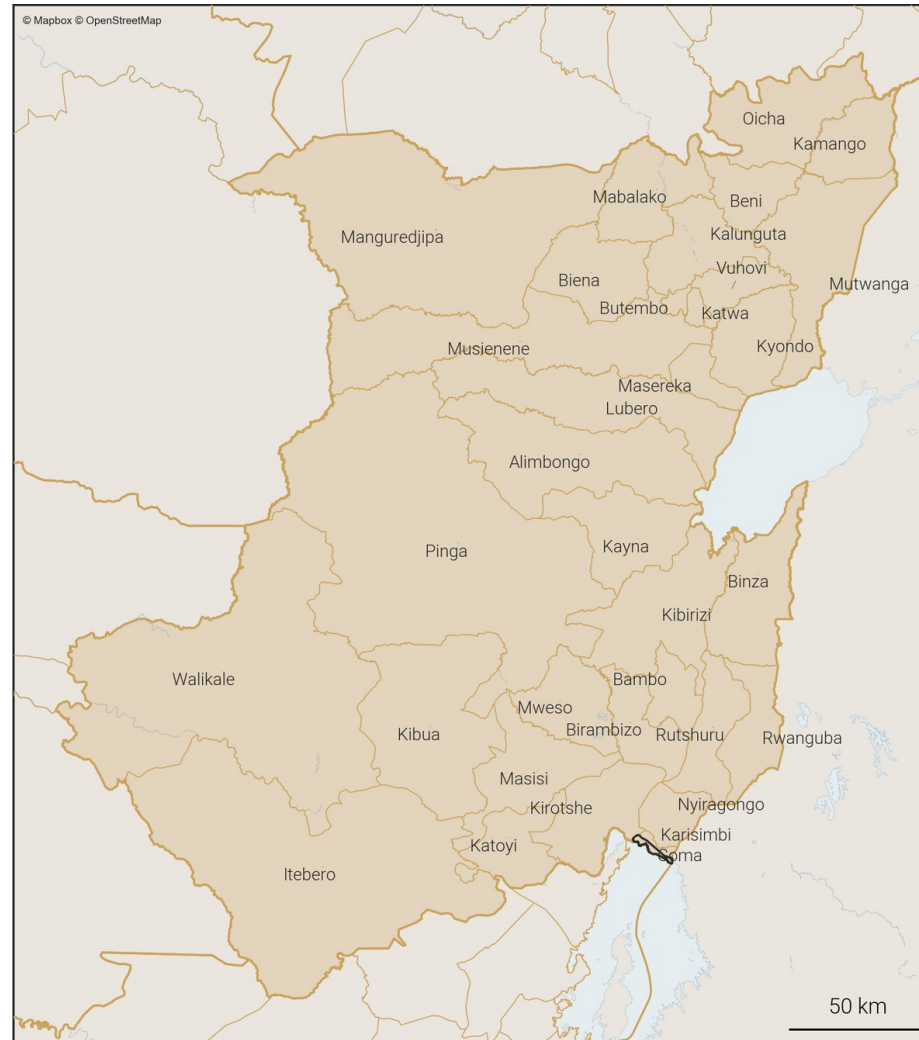 © Mapbox © OpenStreetMap
Oicha
Kamango
Mabalako
Beni
Manguredjipa
Kalunguta
Vuhovi
Biena
Mutwanga
Butembo
Katwa
Musienene
Kyondo
Masereka
Lubero
Alimbongo
Pinga
Kayna
Binza
Kibirizi
Walikale
Bambo
Mweso
Birambizo
Kibua
Rutshuru
Rwanguba
Masisi
Kirotshe
Nyiragongo
Karisimbi
Katoyi
Goma
Itebero
50 km